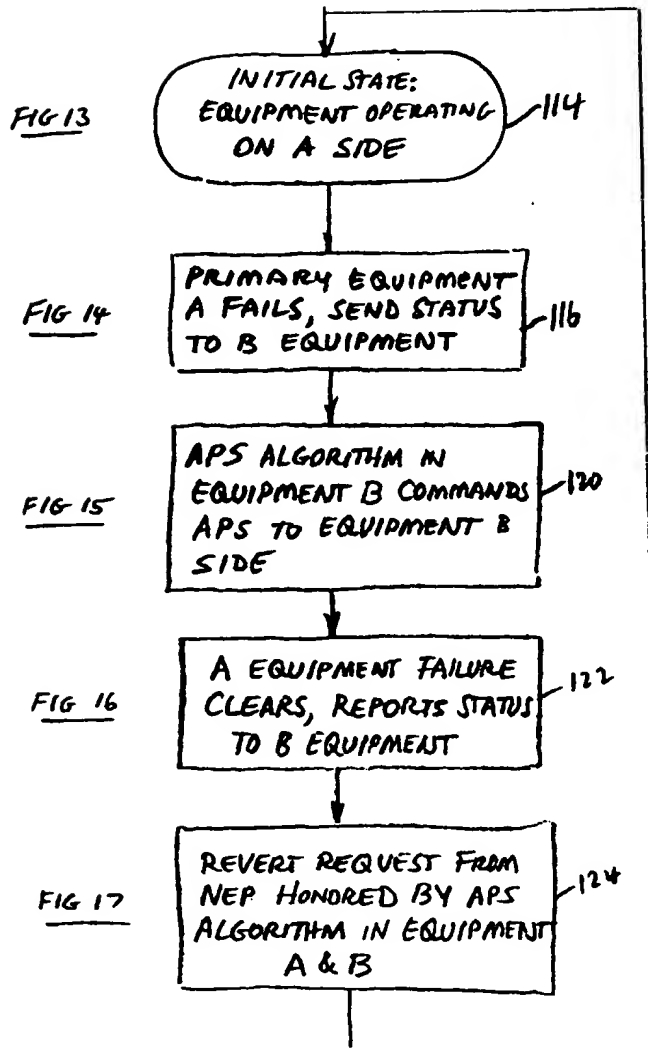 FIG 13
INITIAL STATE:
EQUIPMENT OPERATING
ON A SIDE
114
FIG 14
PRIMARY EQUIPMENT
A FAILS, SEND STATUS
TO B EQUIPMENT
116
FIG 15
APS ALGORITHM IN
EQUIPMENT B COMMANDS
APS TO EQUIPMENT B
SIDE
120
FIG 16
A EQUIPMENT FAILURE
CLEARS, REPORTS STATUS
TO B EQUIPMENT
122
FIG 17
REVERT REQUEST FROM
NEP HONORED BY APS
ALGORITHM IN EQUIPMENT
A & B
124